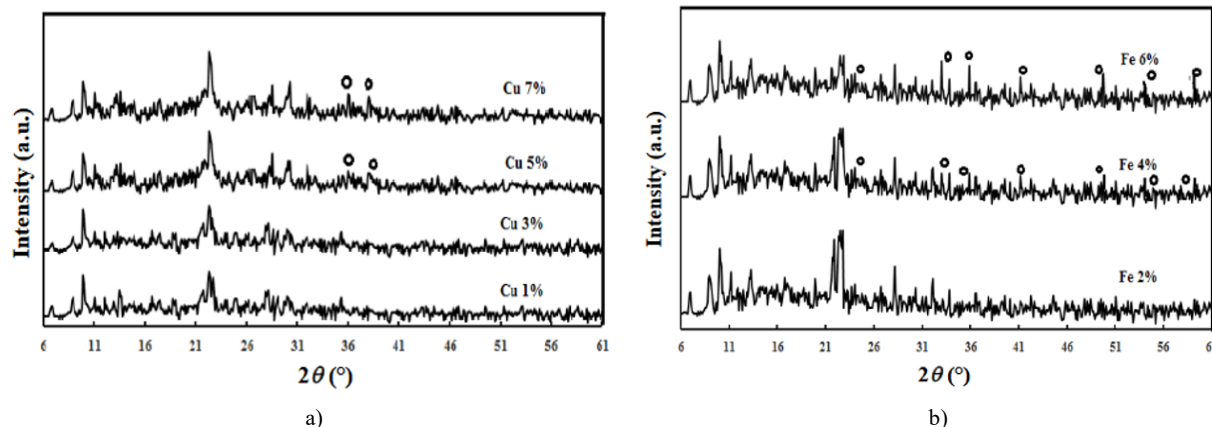 Intensity (a.u.)
Cu 7%
Cu 5%
Cu 3%
Cu 1%
6 11 16 21 26 31 36 41 46 51 56 61
2θ (°)
a)
Intensity (a.u.)
Fe 6%
Fe 4%
Fe 2%
6 11 16 21 26 31 36 41 46 51 56 6
2θ (°)
b)